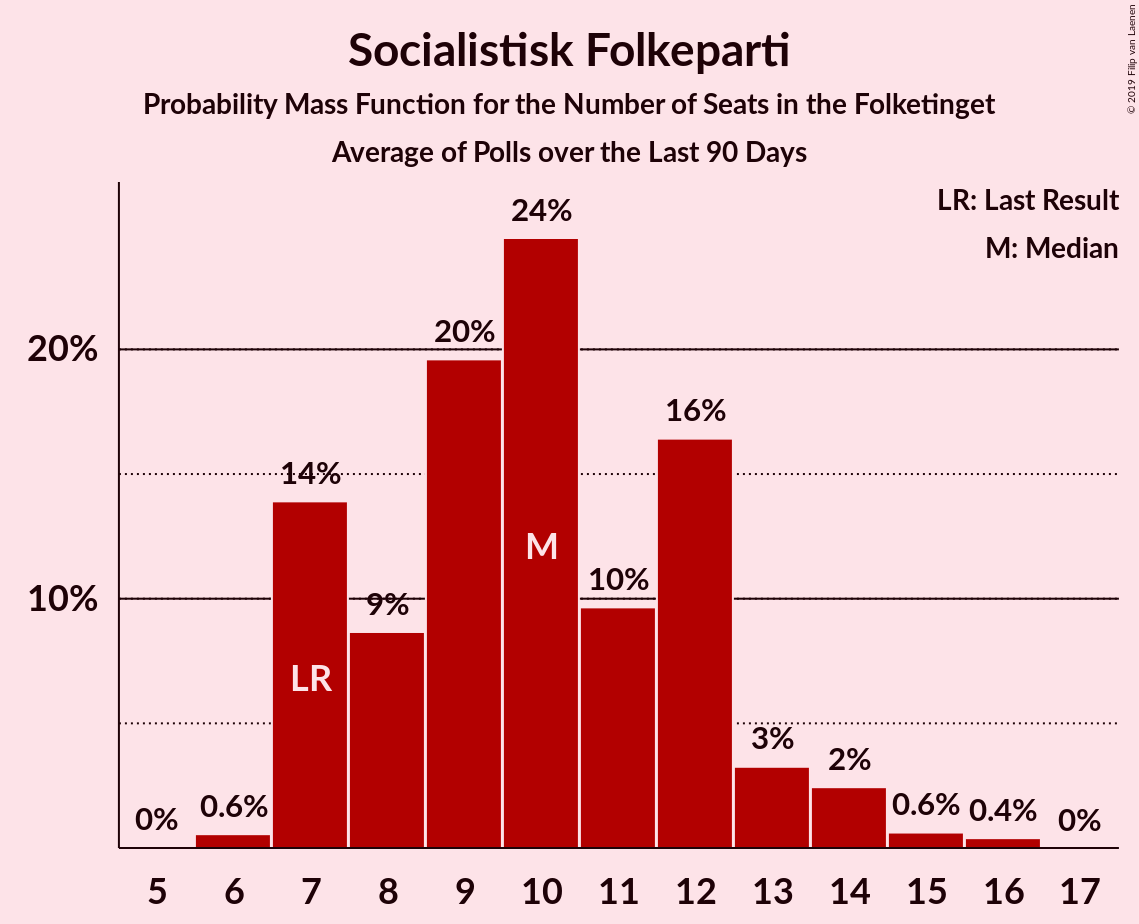 Socialistisk Folkeparti
Probability Mass Function for the Number of Seats in the Folketinget
Average of Polls over the Last 90 Days
© 2019 Filip van Laenen
LR: Last Result
M: Median
20%
10%
0%
0.6%
14%
9%
20%
24%
10%
16%
3%
2%
0.6%
0.4%
0%
LR
M
5 6 7 8 9 10 11 12 13 14 15 16 17